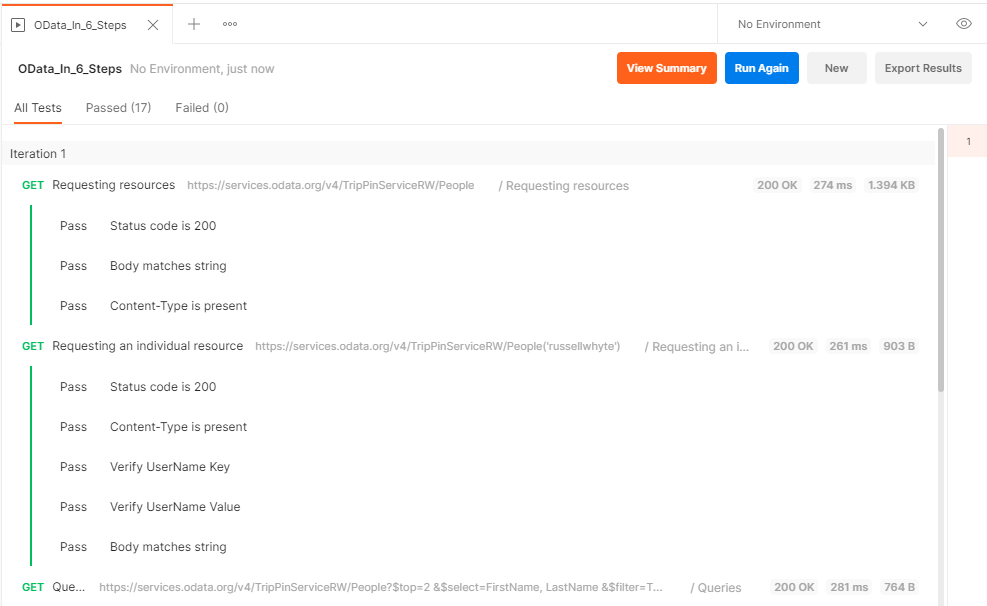 OData_In_6_Steps
No Environment
OData_In_6_Steps No Environment, just now View Summary Run Again New Export Results
All Tests Passed (17) Failed (0)
Iteration 1
1
GET Requesting resources https://services.odata.org/v4/TripPinServiceRW/People / Requesting resources 200 OK 274 ms 1.394 KB
Pass Status code is 200
Pass Body matches string
Pass Content-Type is present
GET Requesting an individual resource https://services.odata.org/v4/TripPinServiceRW/People('russellwhyte') / Requesting an i... 200 OK 261 ms 903 B
Pass Status code is 200
Pass Content-Type is present
Pass Verify UserName Key
Pass Verify UserName Value
Pass Body matches string
GET Que... https://services.odata.org/v4/TripPinServiceRW/People?$top=2 &$select=FirstName, LastName &$filter=T... / Queries 200 OK 281 ms 764 B